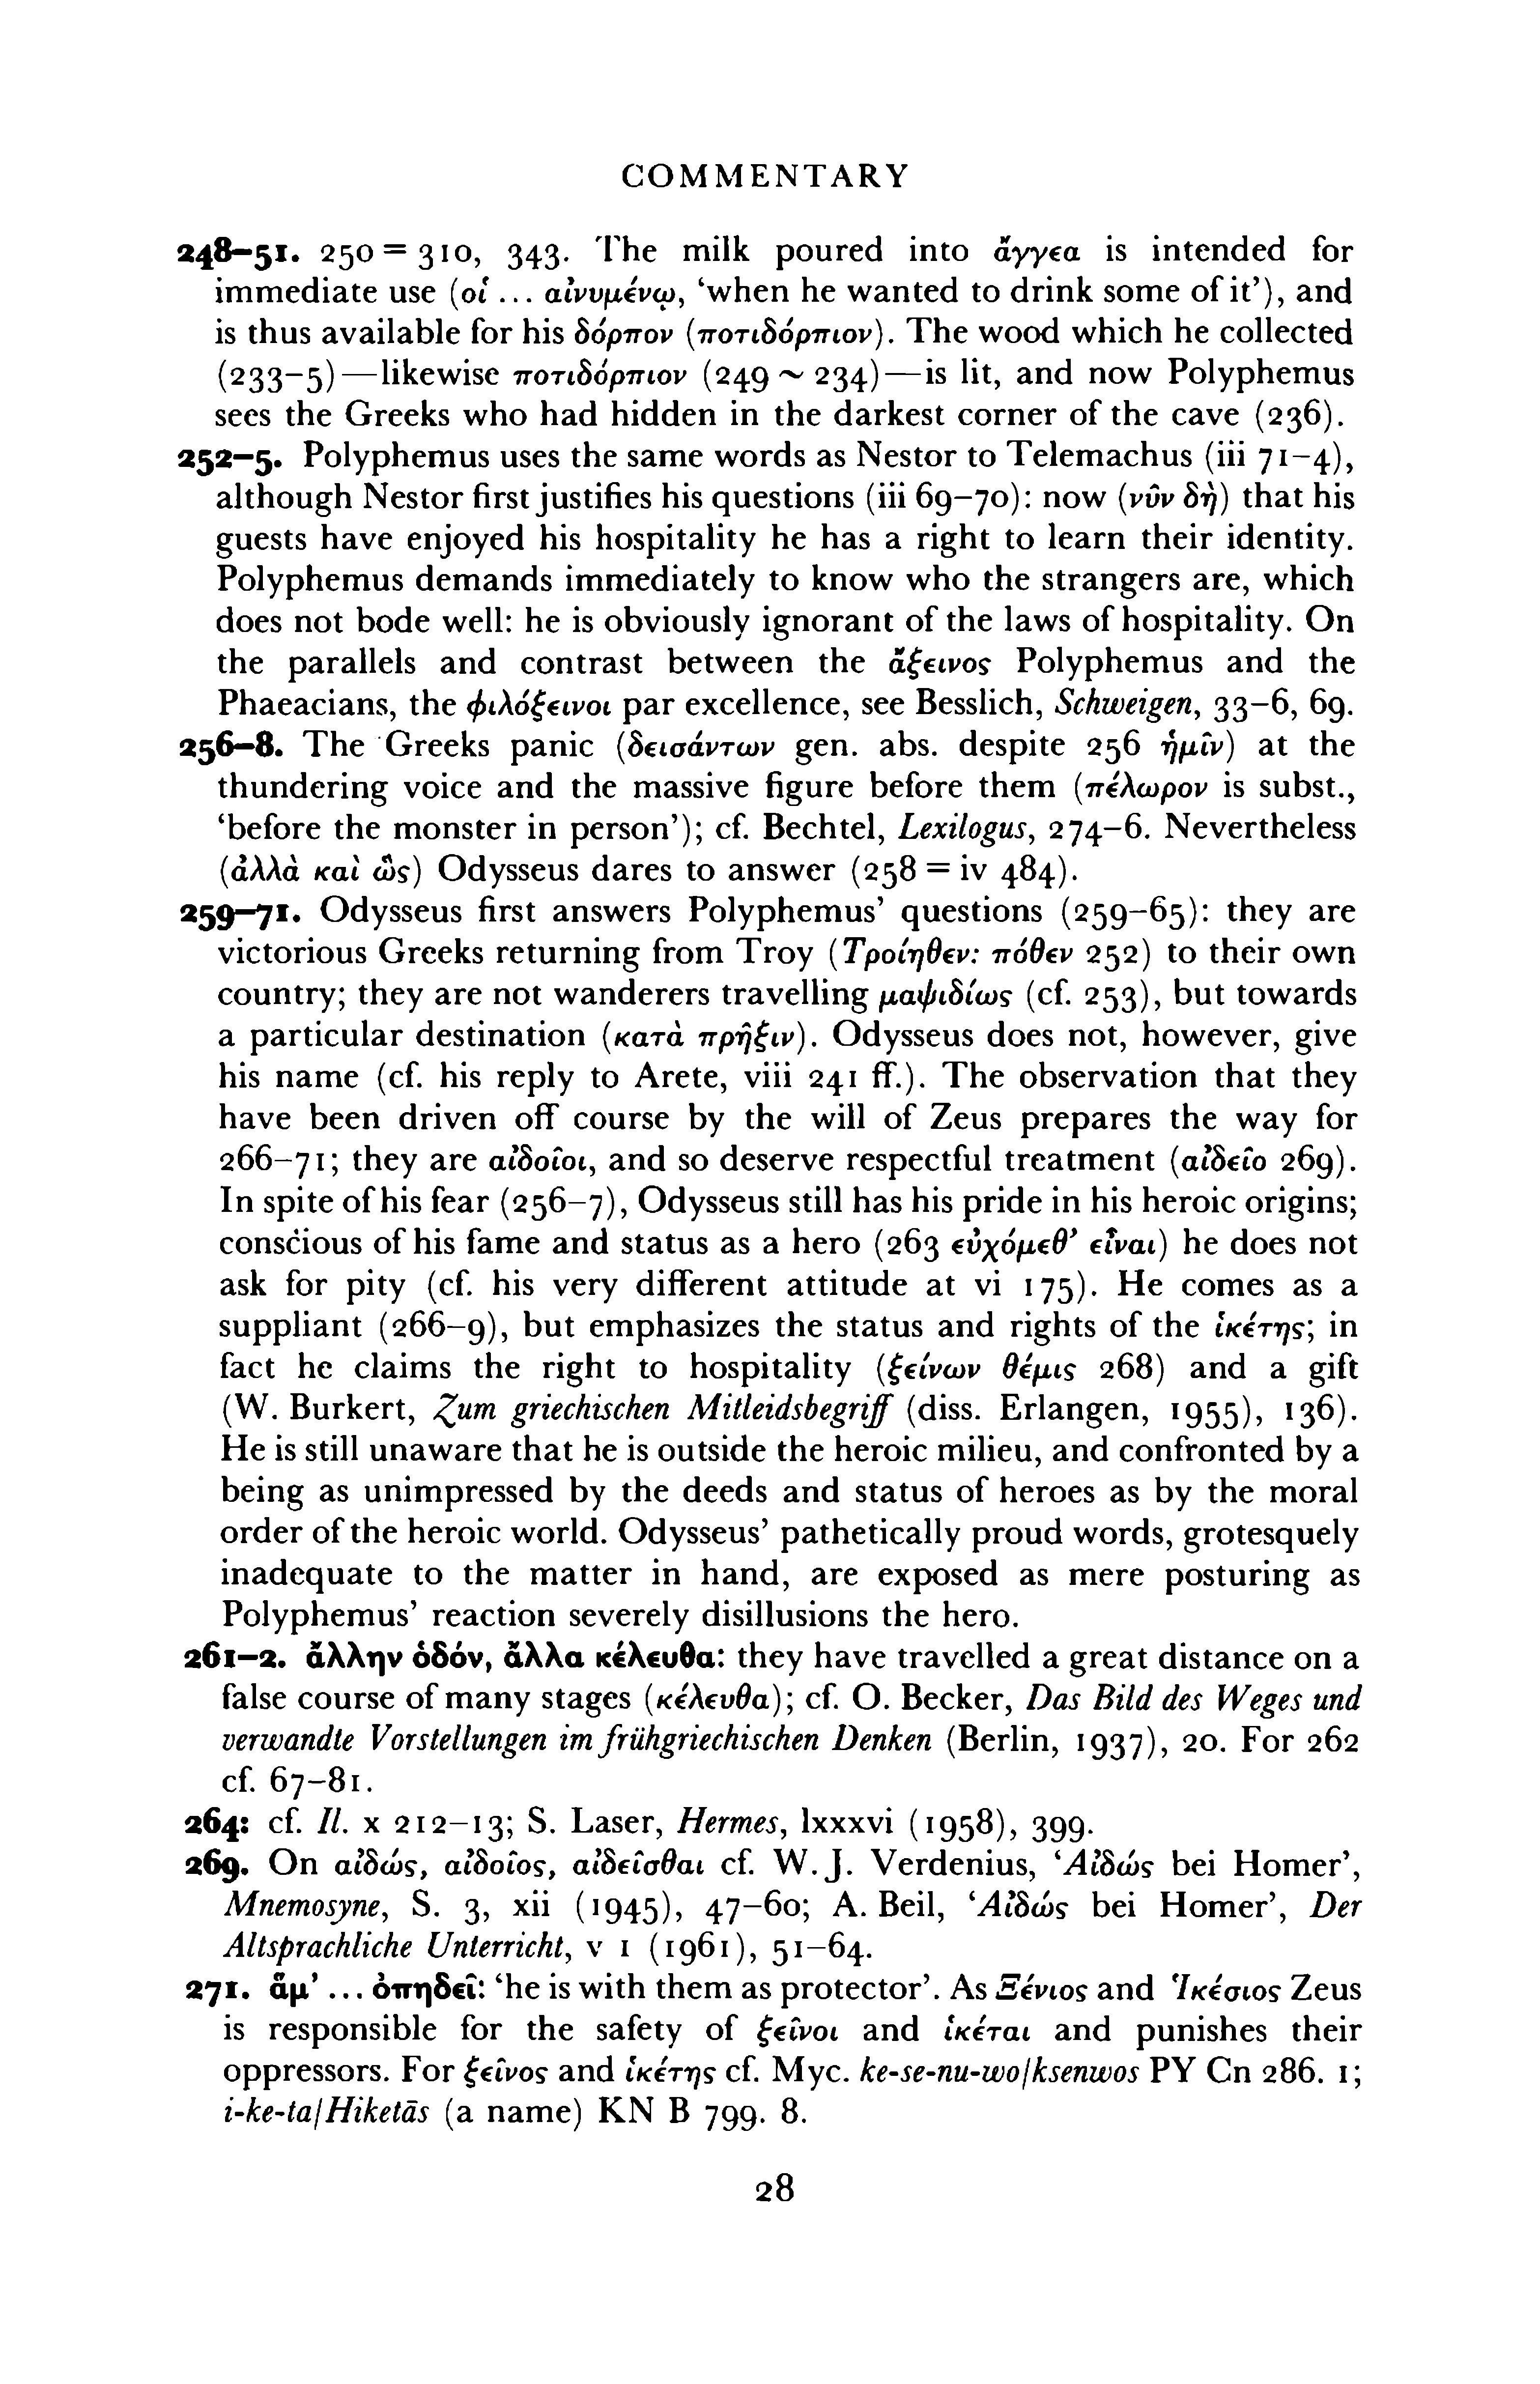 COMMENTARY
248–51. 250 = 310, 343. The milk poured into ἄγγεα is intended for
immediate use (οἱ ... αἰνυμένῳ, ‘when he wanted to drink some of it’), and
is thus available for his δόρπον (ποτιδόρπιον). The wood which he collected
(233–5)—likewise ποτιδόρπιον (249 ~ 234)—is lit, and now Polyphemus
sees the Greeks who had hidden in the darkest corner of the cave (236).
252–5. Polyphemus uses the same words as Nestor to Telemachus (iii 71–4),
although Nestor first justifies his questions (iii 69–70): now (νῦν δή) that his
guests have enjoyed his hospitality he has a right to learn their identity.
Polyphemus demands immediately to know who the strangers are, which
does not bode well: he is obviously ignorant of the laws of hospitality. On
the parallels and contrast between the ἄξεινος Polyphemus and the
Phaeacians, the φιλόξεινοι par excellence, see Besslich, Schweigen, 33–6, 69.
256–8. The Greeks panic (δεισάντων gen. abs. despite 256 ἡμῖν) at the
thundering voice and the massive figure before them (πέλωρον is subst.,
‘before the monster in person’); cf. Bechtel, Lexilogus, 274–6. Nevertheless
(ἀλλὰ καὶ ὧς) Odysseus dares to answer (258 = iv 484).
259–71. Odysseus first answers Polyphemus’ questions (259–65): they are
victorious Greeks returning from Troy (Τροίηθεν: πόθεν 252) to their own
country; they are not wanderers travelling μαψιδίως (cf. 253), but towards
a particular destination (κατὰ πρῆξιν). Odysseus does not, however, give
his name (cf. his reply to Arete, viii 241 ff.). The observation that they
have been driven off course by the will of Zeus prepares the way for
266–71; they are αἰδοῖοι, and so deserve respectful treatment (αἰδεῖο 269).
In spite of his fear (256–7), Odysseus still has his pride in his heroic origins;
conscious of his fame and status as a hero (263 εὐχόμεθ’ εἶναι) he does not
ask for pity (cf. his very different attitude at vi 175). He comes as a
suppliant (266–9), but emphasizes the status and rights of the ἱκέτης; in
fact he claims the right to hospitality (ξείνων θέμις 268) and a gift
(W. Burkert, Zum griechischen Mitleidsbegriff (diss. Erlangen, 1955), 136).
He is still unaware that he is outside the heroic milieu, and confronted by a
being as unimpressed by the deeds and status of heroes as by the moral
order of the heroic world. Odysseus’ pathetically proud words, grotesquely
inadequate to the matter in hand, are exposed as mere posturing as
Polyphemus’ reaction severely disillusions the hero.
261–2. ἄλλην ὁδόν, ἄλλα κέλευθα: they have travelled a great distance on a
false course of many stages (κέλευθα); cf. O. Becker, Das Bild des Weges und
verwandte Vorstellungen im frühgriechischen Denken (Berlin, 1937), 20. For 262
cf. 67–81.
264: cf. Il. x 212–13; S. Laser, Hermes, lxxxvi (1958), 399.
269. On αἰδώς, αἰδοῖος, αἰδεῖσθαι cf. W. J. Verdenius, ‘Αἰδώς bei Homer’,
Mnemosyne, S. 3, xii (1945), 47–60; A. Beil, ‘Αἰδώς bei Homer’, Der
Altsprachliche Unterricht, v 1 (1961), 51–64.
271. ἅμ’ ... ὀπηδεῖ: ‘he is with them as protector’. As Ξένιος and Ἱκέσιος Zeus
is responsible for the safety of ξεῖνοι and ἱκέται and punishes their
oppressors. For ξεῖνος and ἱκέτης cf. Myc. ke-se-nu-wo/ksenwos PY Cn 286. 1;
i-ke-ta/Hiketās (a name) KN B 799. 8.
28